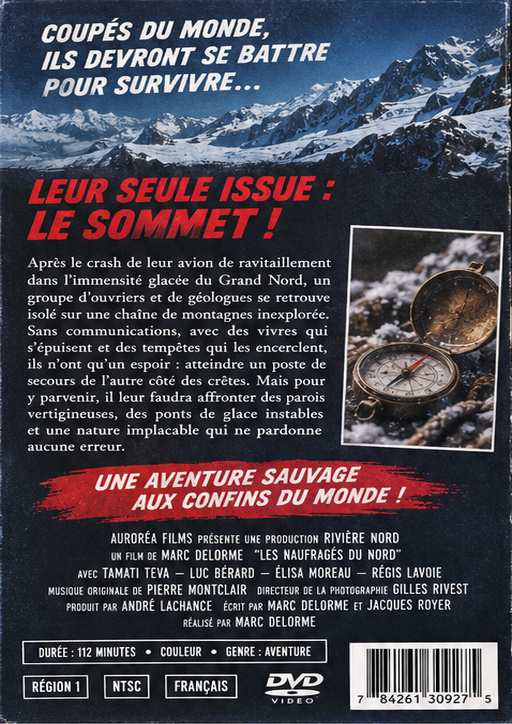 COUPÉS DU MONDE,
ILS DEVRONT SE BATTRE
POUR SURVIVRE...
LEUR SEULE ISSUE :
LE SOMMET !
Après le crash de leur avion de ravitaillement
dans l'immensité glacée du Grand Nord, un
groupe d'ouvriers et de géologues se retrouve
isolé sur une chaîne de montagnes inexplorée.
Sans communications, avec des vivres qui
s'épuisent et des tempêtes qui les encerclent,
ils n'ont qu'un espoir : atteindre un poste de
secours de l'autre côté des crêtes. Mais pour
y parvenir, il leur faudra affronter des parois
vertigineuses, des ponts de glace instables
et une nature implacable qui ne pardonne
aucune erreur.
UNE AVENTURE SAUVAGE
AUX CONFINS DU MONDE !
AURORÉA FILMS PRÉSENTE UNE PRODUCTION RIVIÈRE NORD
UN FILM DE MARC DELORME "LES NAUFRAGÉS DU NORD"
AVEC TAMATI TEVA – LUC BÉRARD – ÉLISA MOREAU – RÉGIS LAVOIE
MUSIQUE ORIGINALE DE PIERRE MONTCLAIR DIRECTEUR DE LA PHOTOGRAPHIE GILLES RIVEST
PRODUIT PAR ANDRÉ LACHANCE ÉCRIT PAR MARC DELORME ET JACQUES ROYER
RÉALISÉ PAR MARC DELORME
DURÉE : 112 MINUTES • COULEUR • GENRE : AVENTURE
RÉGION 1 NTSC FRANÇAIS DVD VIDEO
7 84261 30927 5